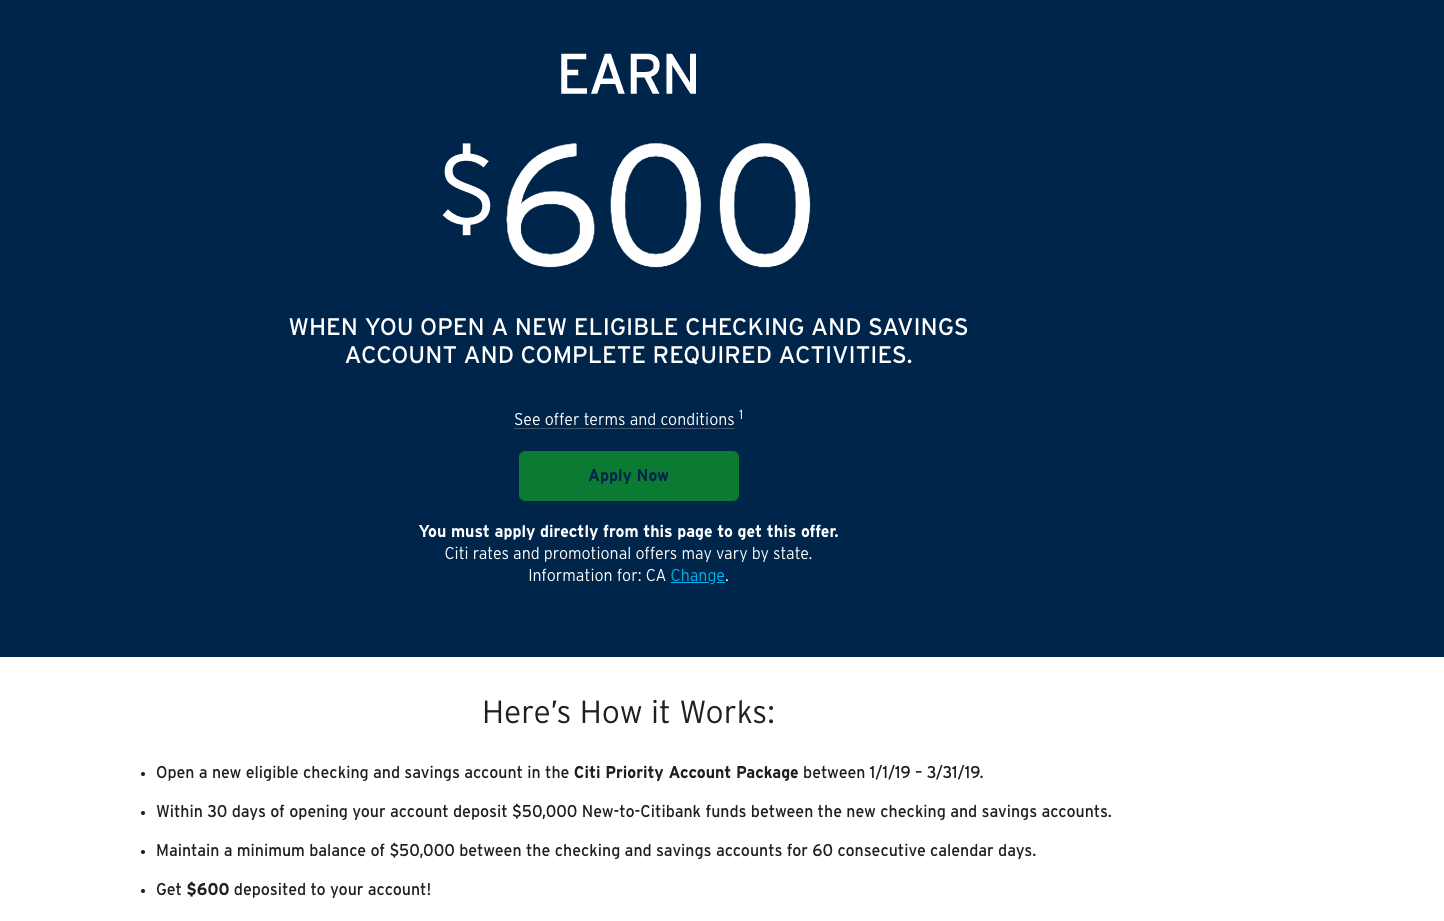 EARN
$600
WHEN YOU OPEN A NEW ELIGIBLE CHECKING AND SAVINGS
ACCOUNT AND COMPLETE REQUIRED ACTIVITIES.
See offer terms and conditions 1
Apply Now
You must apply directly from this page to get this offer.
Citi rates and promotional offers may vary by state.
Information for: CA Change.
Here’s How it Works:
• Open a new eligible checking and savings account in the Citi Priority Account Package between 1/1/19 – 3/31/19.
• Within 30 days of opening your account deposit $50,000 New-to-Citibank funds between the new checking and savings accounts.
• Maintain a minimum balance of $50,000 between the checking and savings accounts for 60 consecutive calendar days.
• Get $600 deposited to your account!